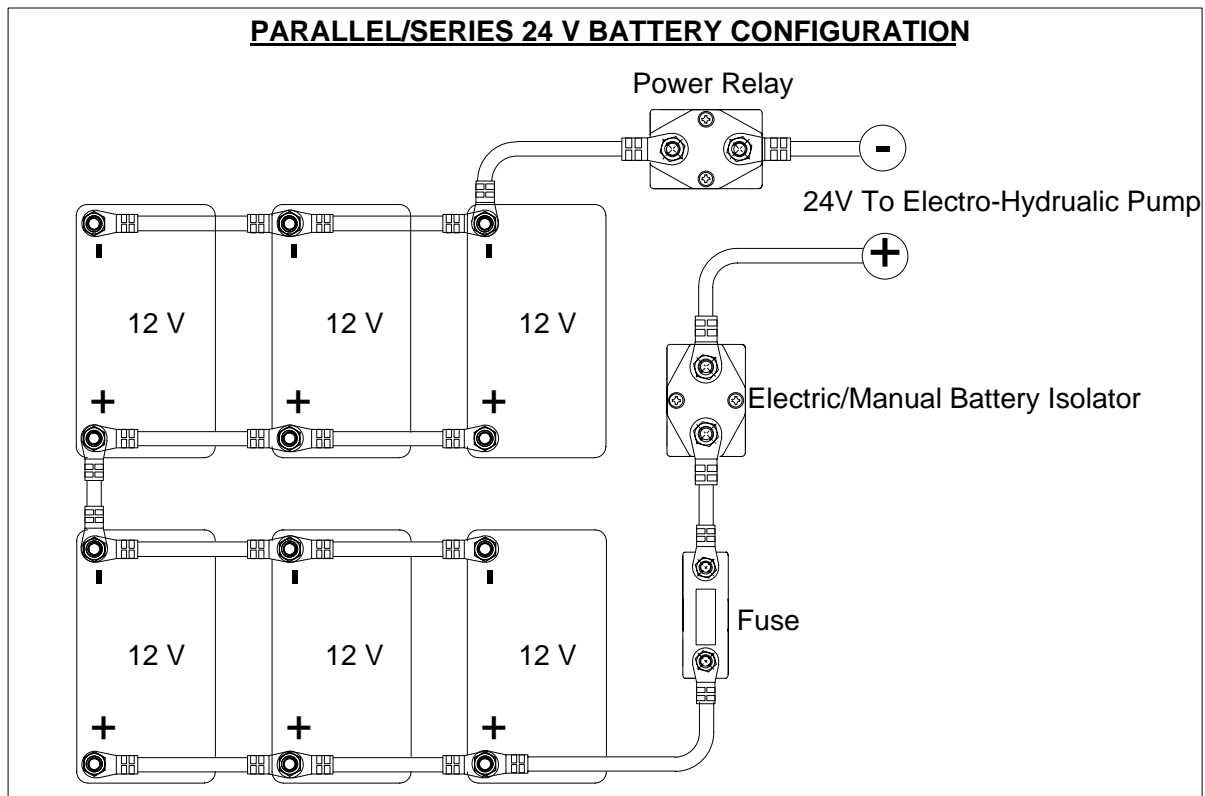 PARALLEL/SERIES 24 V BATTERY CONFIGURATION
Power Relay
-
24V To Electro-Hydrualic Pump
+
- - -
12 V 12 V 12 V
+ + +
Electric/Manual Battery Isolator
- - -
Fuse
12 V 12 V 12 V
+ + +